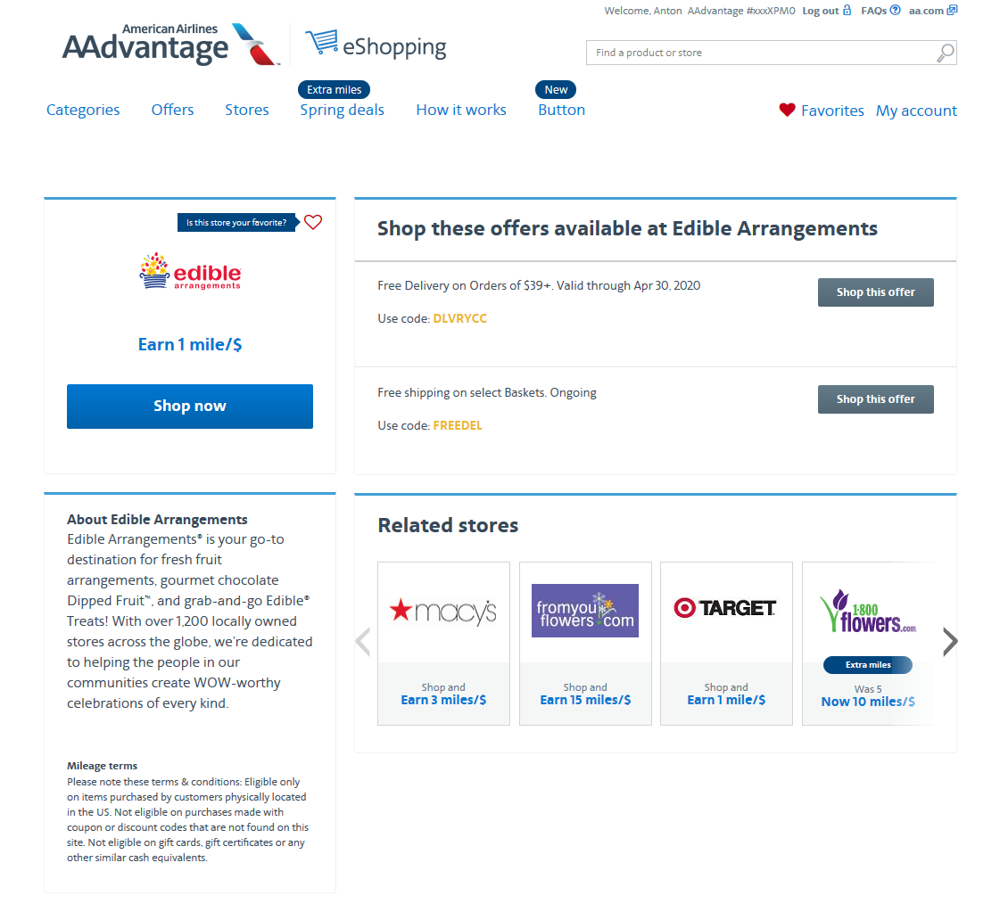 Welcome, Anton AAdvantage #xxxXPM0 Log out FAQs aa.com
American Airlines
AAdvantage
eShopping
Find a product or store
Extra miles
New
Categories Offers Stores Spring deals How it works Button Favorites My account
Is this store your favorite?
edible
arrangements
Earn 1 mile/$
Shop now
Shop these offers available at Edible Arrangements
Free Delivery on Orders of $39+. Valid through Apr 30, 2020
Shop this offer
Use code: DLVRYCC
Free shipping on select Baskets. Ongoing
Shop this offer
Use code: FREEDEL
About Edible Arrangements
Edible Arrangements® is your go-to
destination for fresh fruit
arrangements, gourmet chocolate
Dipped Fruit™, and grab-and-go Edible®
Treats! With over 1,200 locally owned
stores across the globe, we're dedicated
to helping the people in our
communities create WOW-worthy
celebrations of every kind.
Mileage terms
Please note these terms & conditions: Eligible only
on items purchased by customers physically located
in the US. Not eligible on purchases made with
coupon or discount codes that are not found on this
site. Not eligible on gift cards, gift certificates or any
other similar cash equivalents.
Related stores
macy's
Shop and
Earn 3 miles/$
fromyou
flowers.com
Shop and
Earn 15 miles/$
TARGET
Shop and
Earn 1 mile/$
1·800
flowers.com
Extra miles
Was 5
Now 10 miles/$